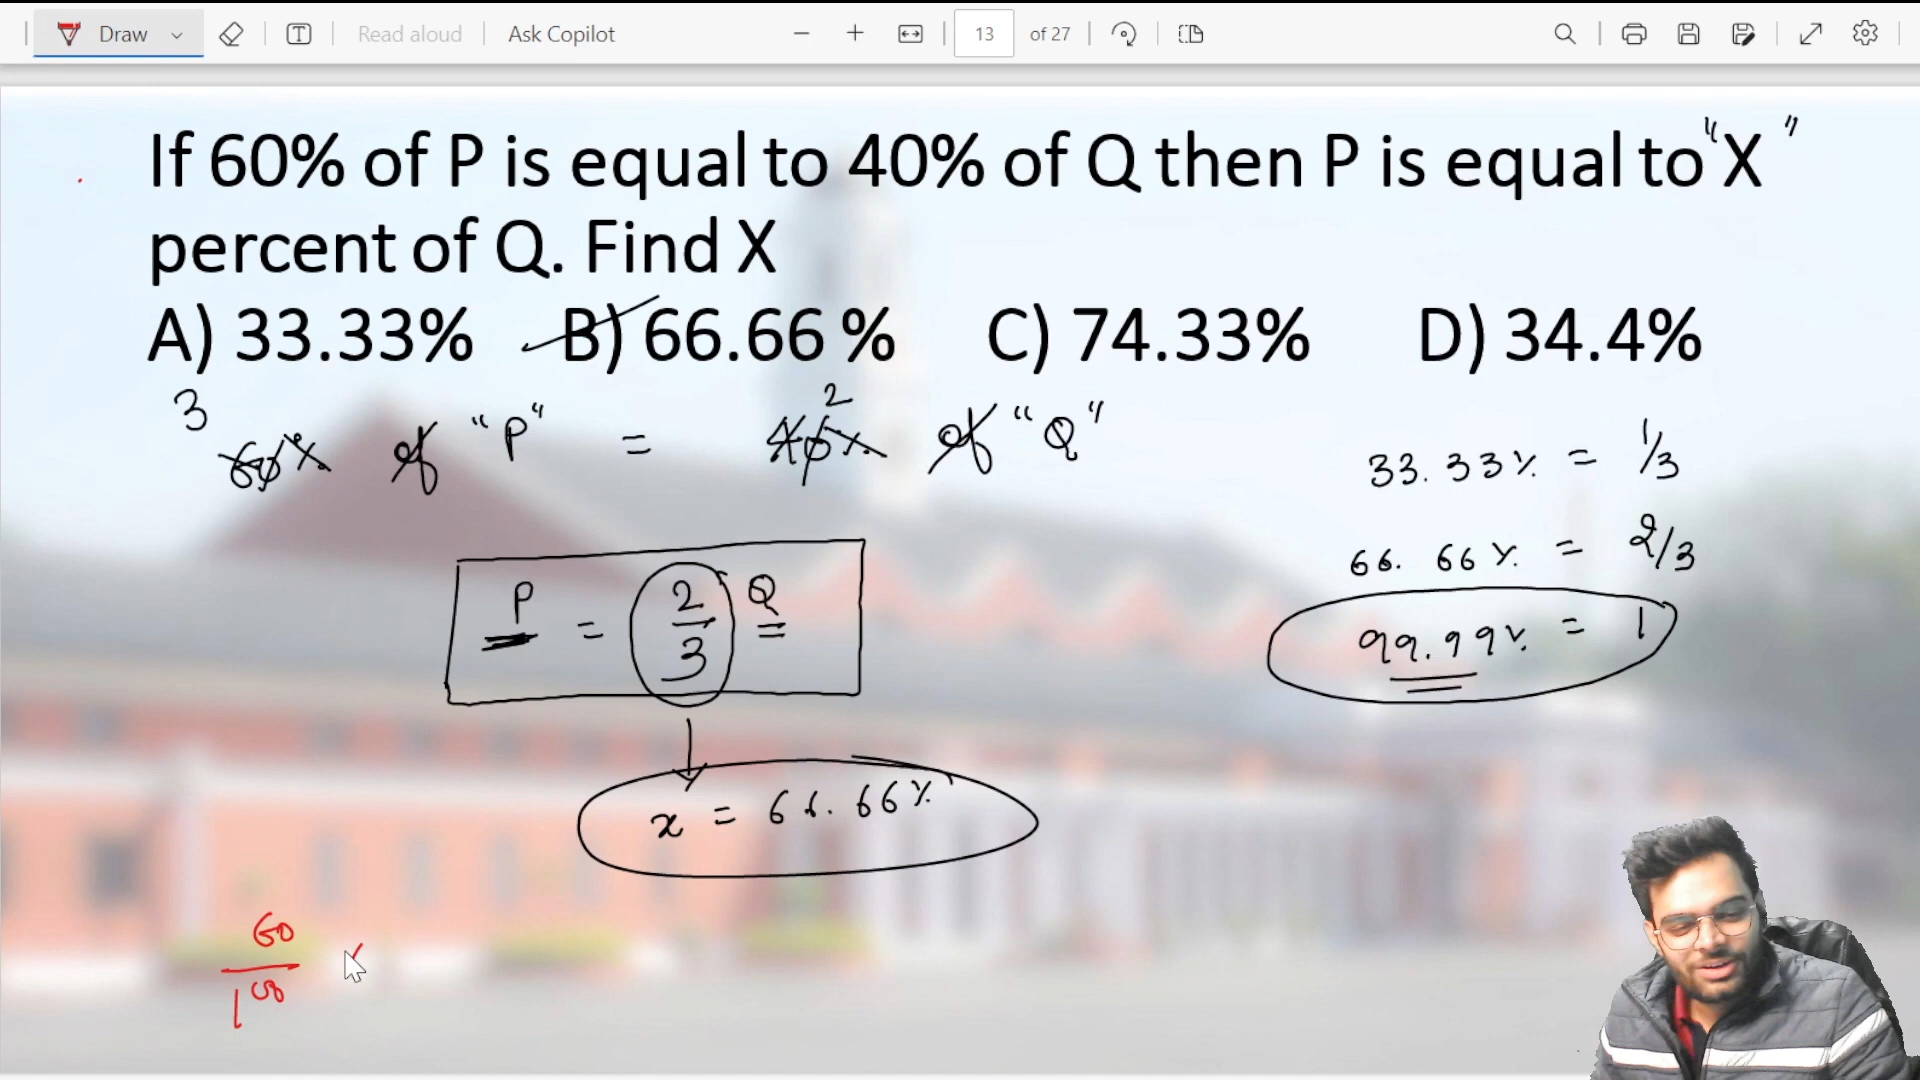 Draw Read aloud Ask Copilot 13 of 27
If 60% of P is equal to 40% of Q then P is equal to "X"
percent of Q. Find X
A) 33.33% B) 66.66 % C) 74.33% D) 34.4%
3 2
60% of "P" = 40% of "Q"
33.33% = 1/3
66.66% = 2/3
P = 2/3 Q
99.99% = 1
x = 66.66%
60
100